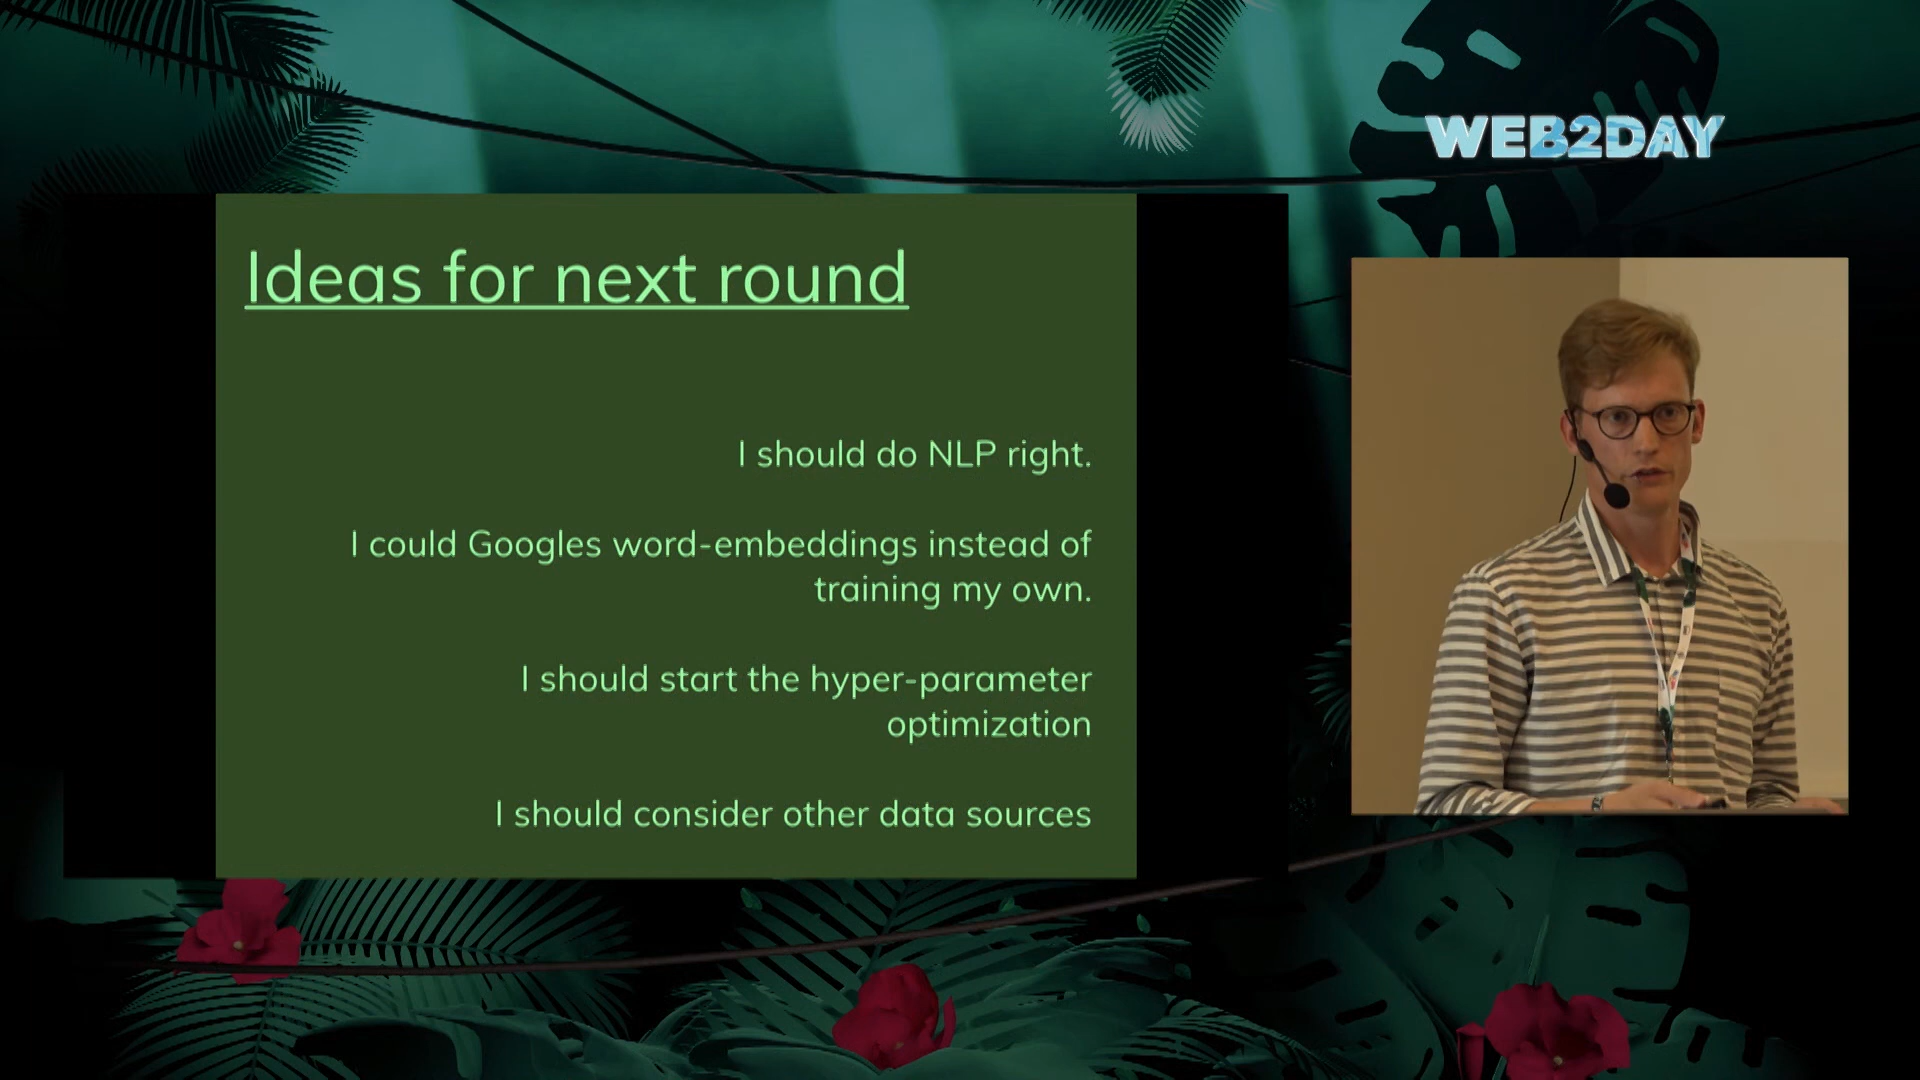 WEB2DAY
Ideas for next round
I should do NLP right.
I could Googles word-embeddings instead of
training my own.
I should start the hyper-parameter
optimization
I should consider other data sources